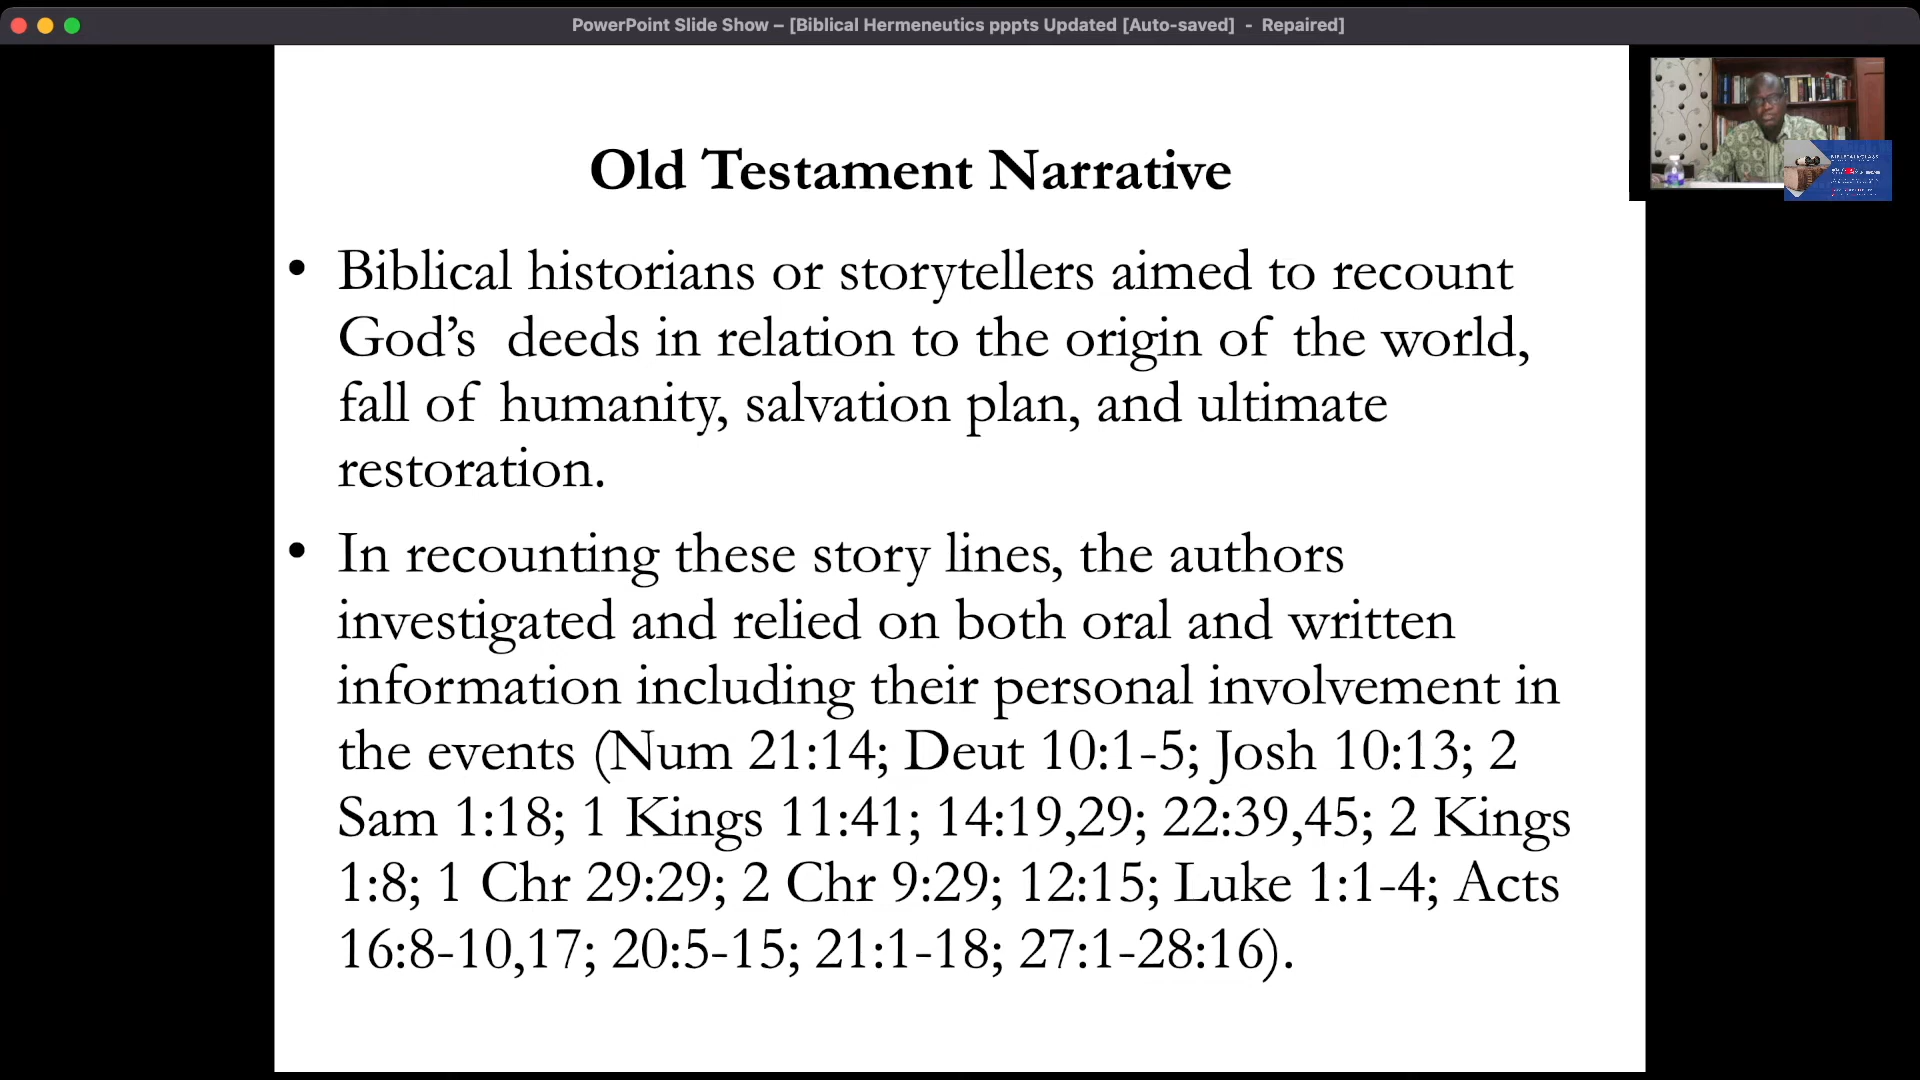 PowerPoint Slide Show – [Biblical Hermeneutics pppts Updated [Auto-saved]  -  Repaired]
Old Testament Narrative
• Biblical historians or storytellers aimed to recount
God’s  deeds in relation to the origin of the world,
fall of humanity, salvation plan, and ultimate
restoration.
• In recounting these story lines, the authors
investigated and relied on both oral and written
information including their personal involvement in
the events (Num 21:14; Deut 10:1-5; Josh 10:13; 2
Sam 1:18; 1 Kings 11:41; 14:19,29; 22:39,45; 2 Kings
1:8; 1 Chr 29:29; 2 Chr 9:29; 12:15; Luke 1:1-4; Acts
16:8-10,17; 20:5-15; 21:1-18; 27:1-28:16).